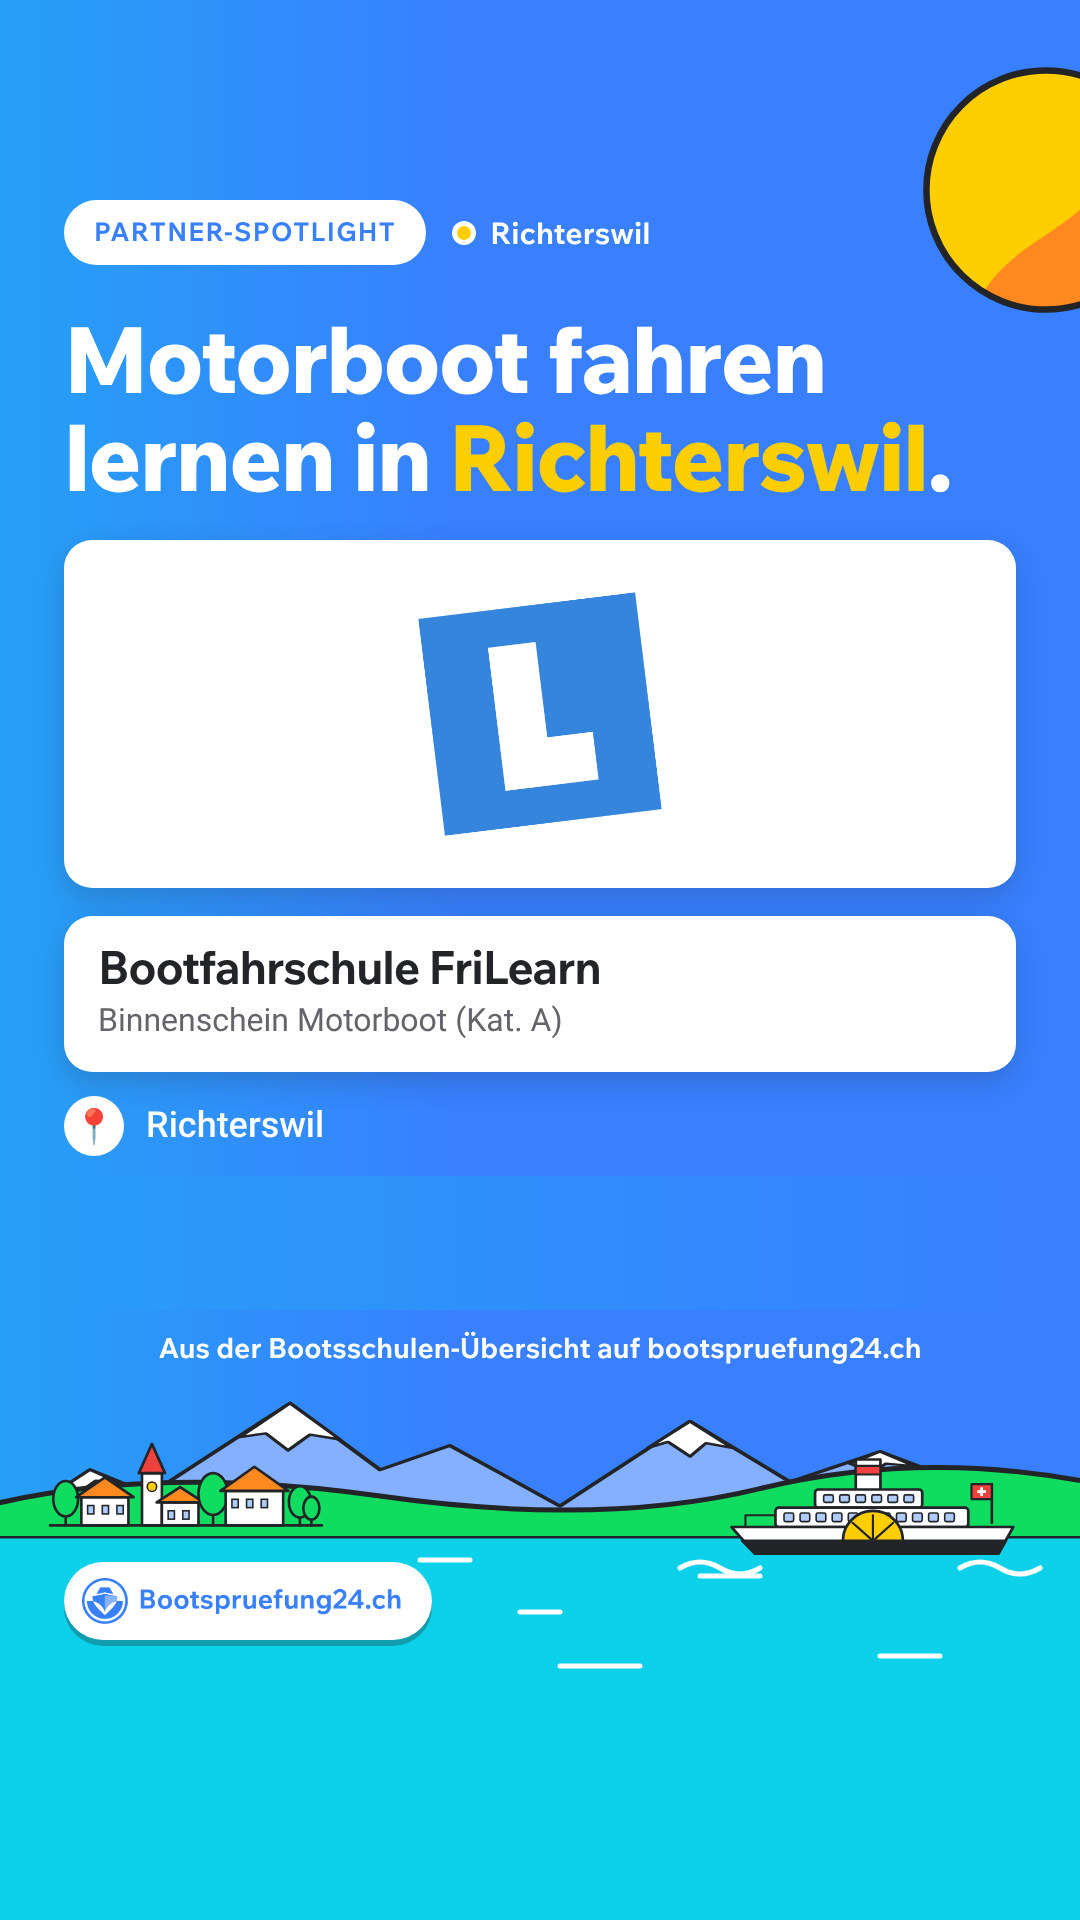 PARTNER-SPOTLIGHT
Richterswil
Motorboot fahren
lernen in Richterswil.
L
Bootfahrschule FriLearn
Binnenschein Motorboot (Kat. A)
Richterswil
Aus der Bootsschulen-Übersicht auf bootspruefung24.ch
Bootspruefung24.ch